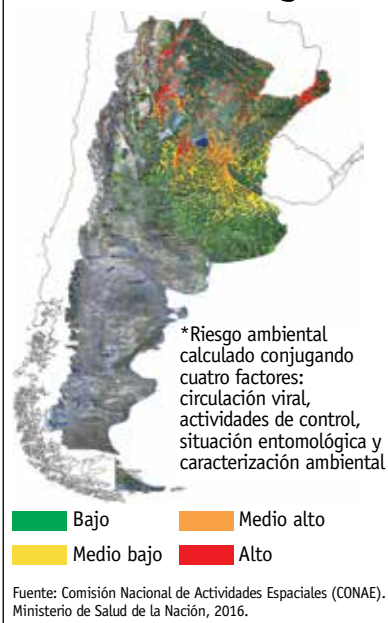 *Riesgo ambiental
calculado conjugando
cuatro factores:
circulación viral,
actividades de control,
situación entomológica y
caracterización ambiental
Bajo
Medio alto
Medio bajo
Alto
Fuente: Comisión Nacional de Actividades Espaciales (CONAE).
Ministerio de Salud de la Nación, 2016.